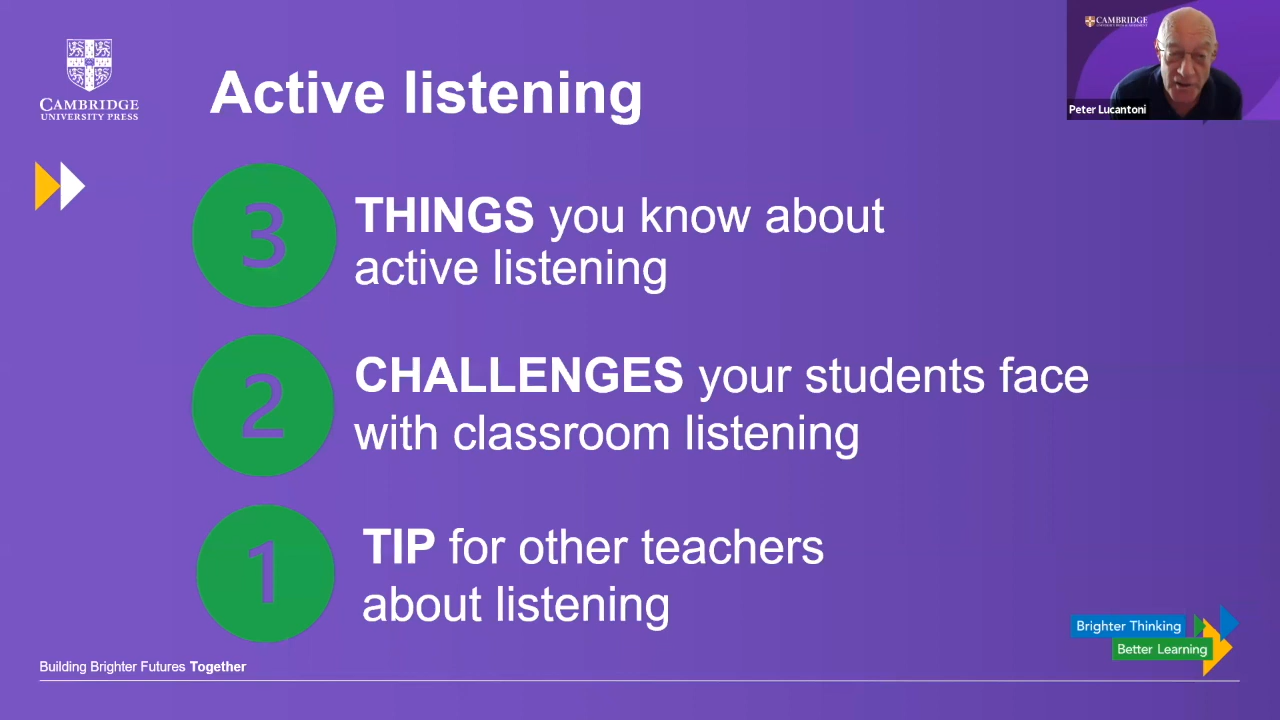 CAMBRIDGE
UNIVERSITY PRESS
Active listening
CAMBRIDGE
Peter Lucantoni
3
THINGS you know about
active listening
2
CHALLENGES your students face
with classroom listening
1
TIP for other teachers
about listening
Brighter Thinking
Better Learning
Building Brighter Futures Together